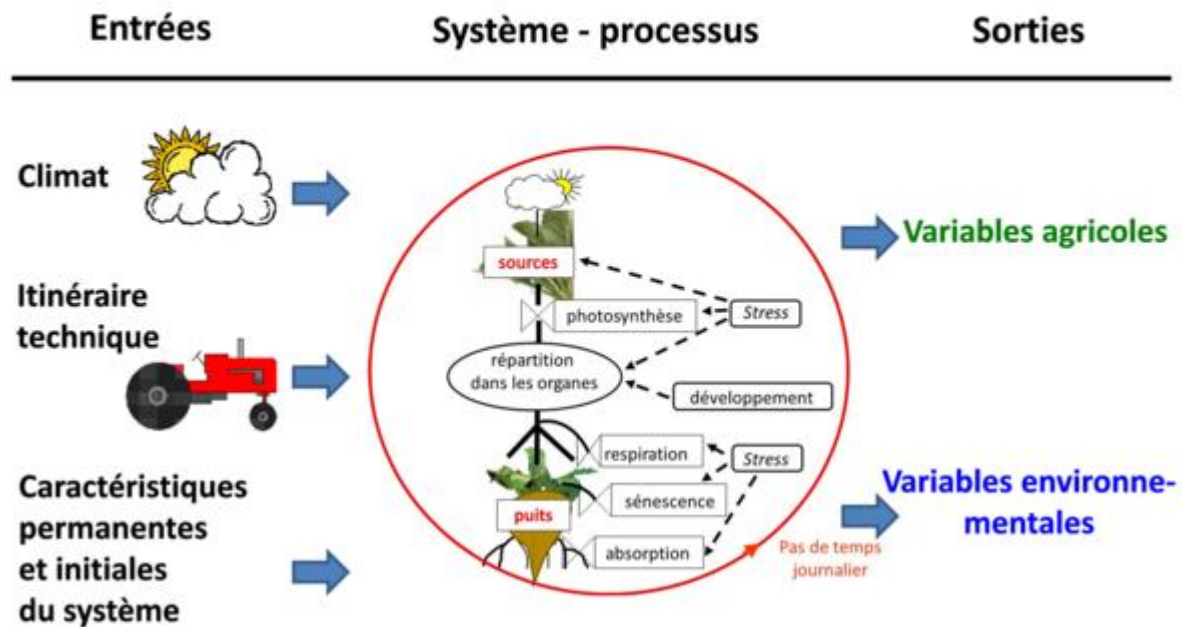 Entrées
Système - processus
Sorties
Climat
Itinéraire
technique
Caractéristiques
permanentes
et initiales
du système
sources
photosynthèse
Stress
répartition
dans les organes
développement
respiration
Stress
sénescence
puits
absorption
Pas de temps
journalier
Variables agricoles
Variables environne-
mentales